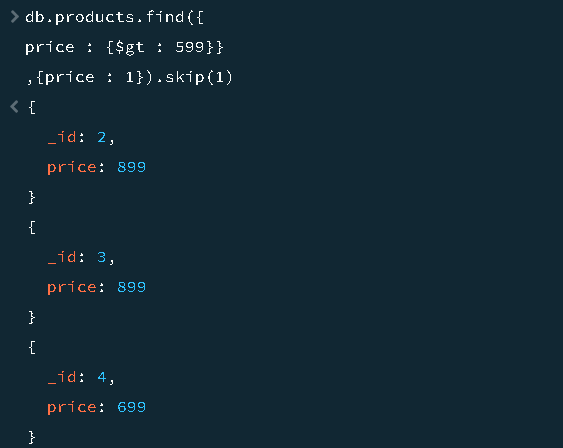 db.products.find({
price : {$gt : 599}}
,{price : 1}).skip(1)
{
_id: 2,
price: 899
}
{
_id: 3,
price: 899
}
{
_id: 4,
price: 699
}